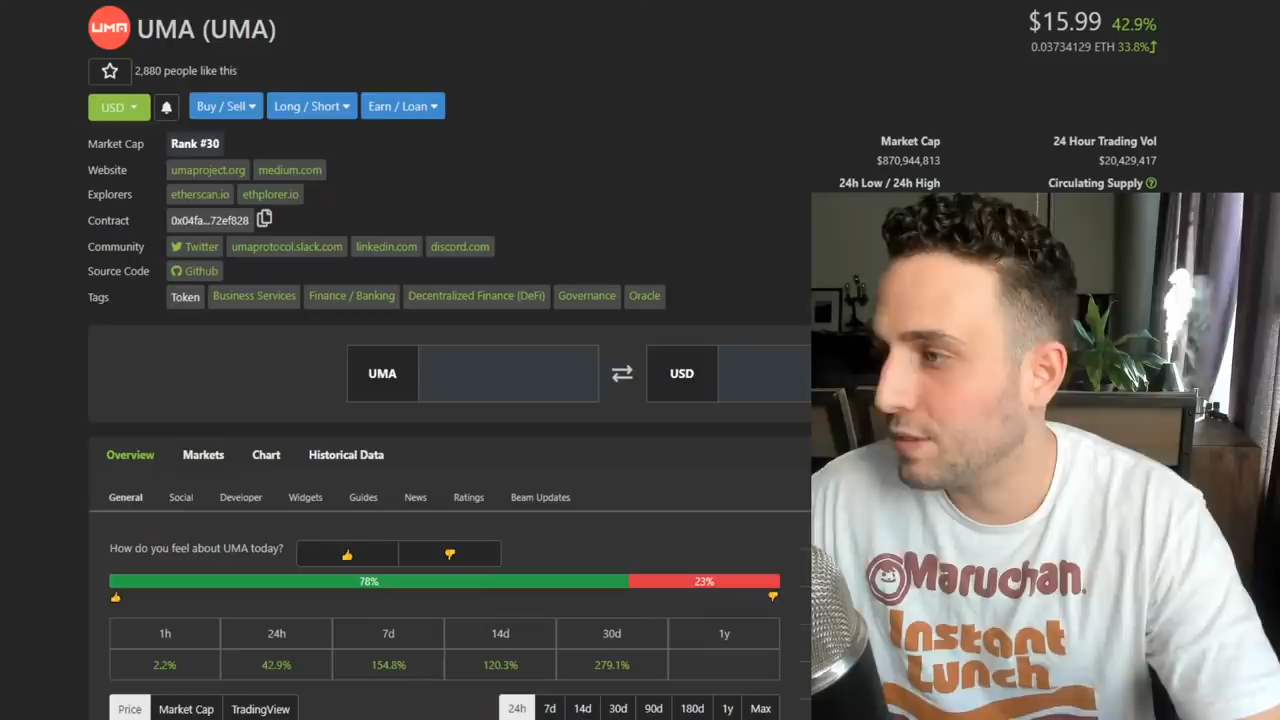 UMA
UMA (UMA)
$15.99 42.9%
0.03734129 ETH 33.8%
2,880 people like this
USD
Buy / Sell
Long / Short
Earn / Loan
Market Cap Rank #30
Website umaproject.org medium.com
Explorers etherscan.io ethplorer.io
Contract 0x04fa...72ef828
Community Twitter umaprotocol.slack.com linkedin.com discord.com
Source Code Github
Tags Token Business Services Finance / Banking Decentralized Finance (DeFi) Governance Oracle
Market Cap 24 Hour Trading Vol
$870,944,813 $20,429,417
24h Low / 24h High Circulating Supply
UMA USD
Overview Markets Chart Historical Data
General Social Developer Widgets Guides News Ratings Beam Updates
How do you feel about UMA today?
78% 23%
1h 24h 7d 14d 30d 1y
2.2% 42.9% 154.8% 120.3% 279.1%
Price Market Cap TradingView 24h 7d 14d 30d 90d 180d 1y Max
Maruchan
Instant
Lunch